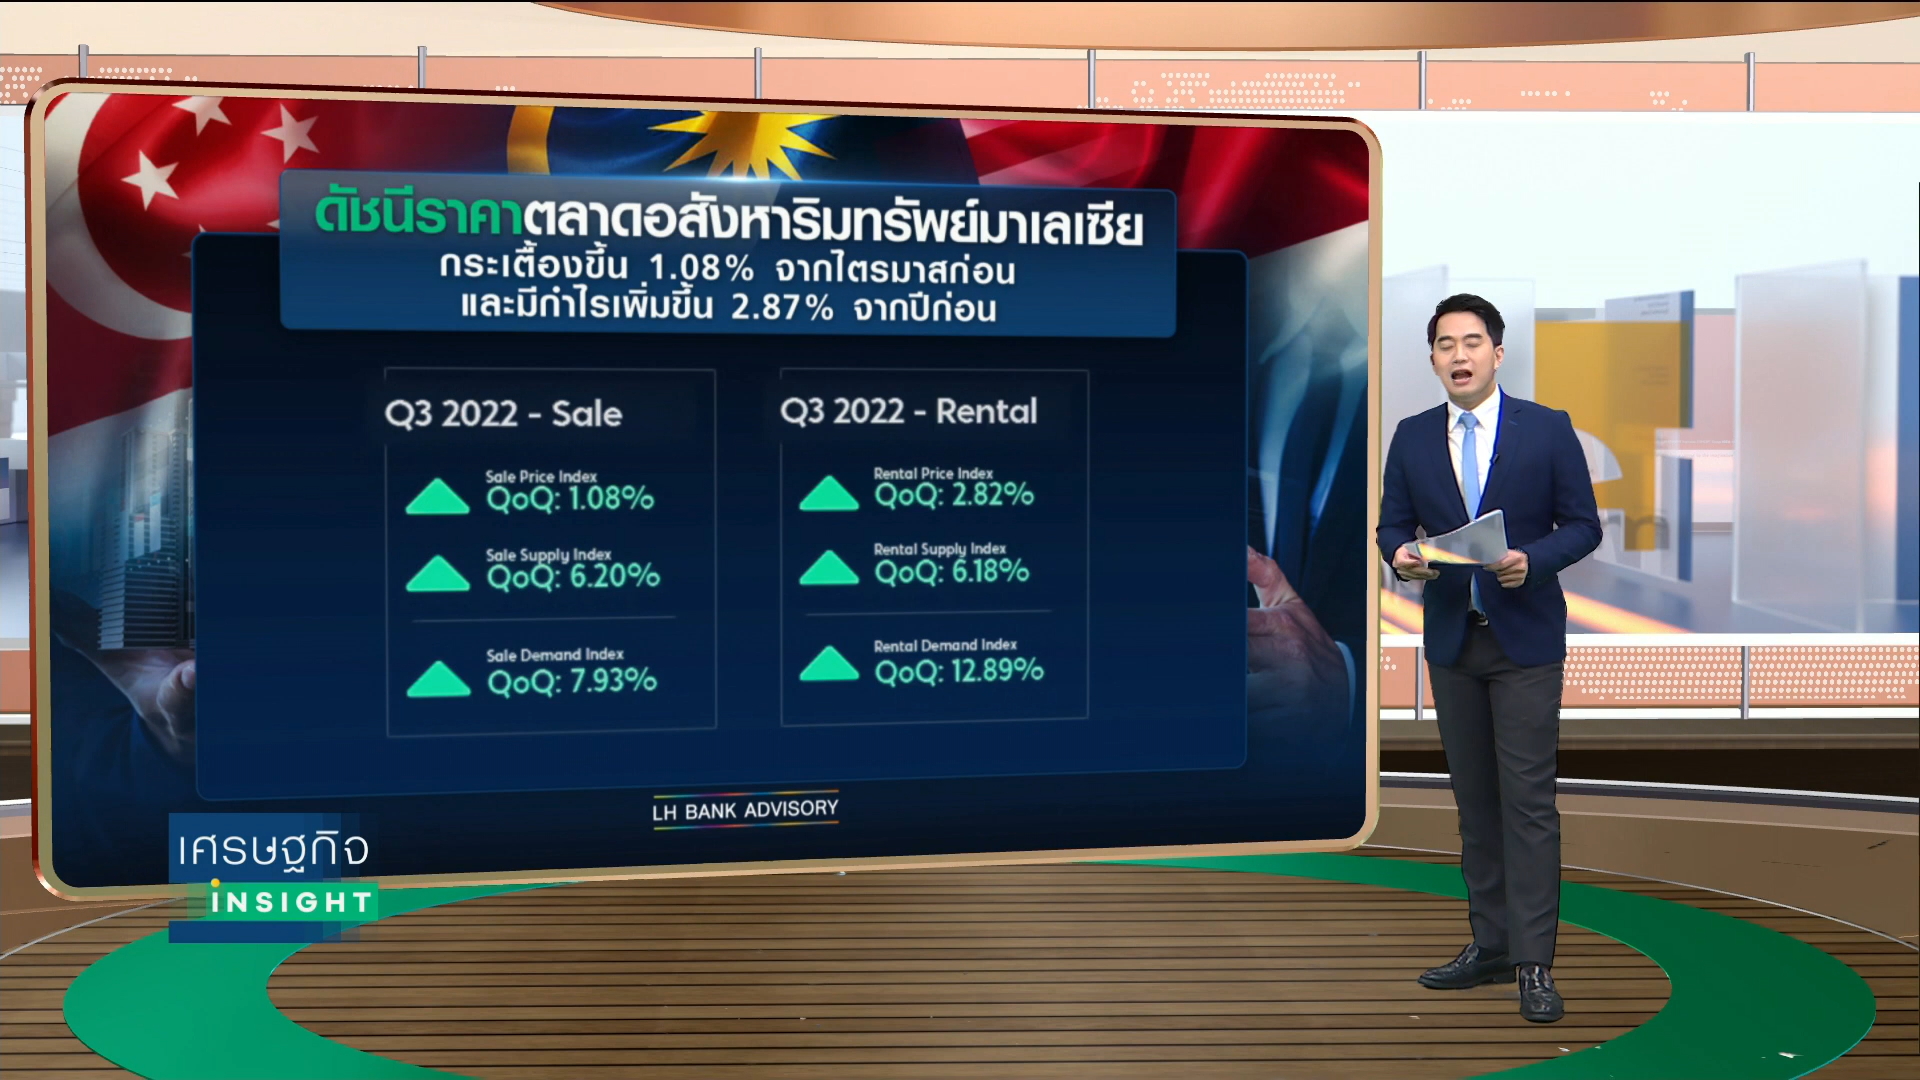 ดัชนีราคาตลาดอสังหาริมทรัพย์มาเลเซีย
กระเตื้องขึ้น 1.08% จากไตรมาสก่อน
และมีกำไรเพิ่มขึ้น 2.87% จากปีก่อน
Q3 2022 - Sale
Sale Price Index
QoQ: 1.08%
Sale Supply Index
QoQ: 6.20%
Sale Demand Index
QoQ: 7.93%
Q3 2022 - Rental
Rental Price Index
QoQ: 2.82%
Rental Supply Index
QoQ: 6.18%
Rental Demand Index
QoQ: 12.89%
LH BANK ADVISORY
เศรษฐกิจ
INSIGHT